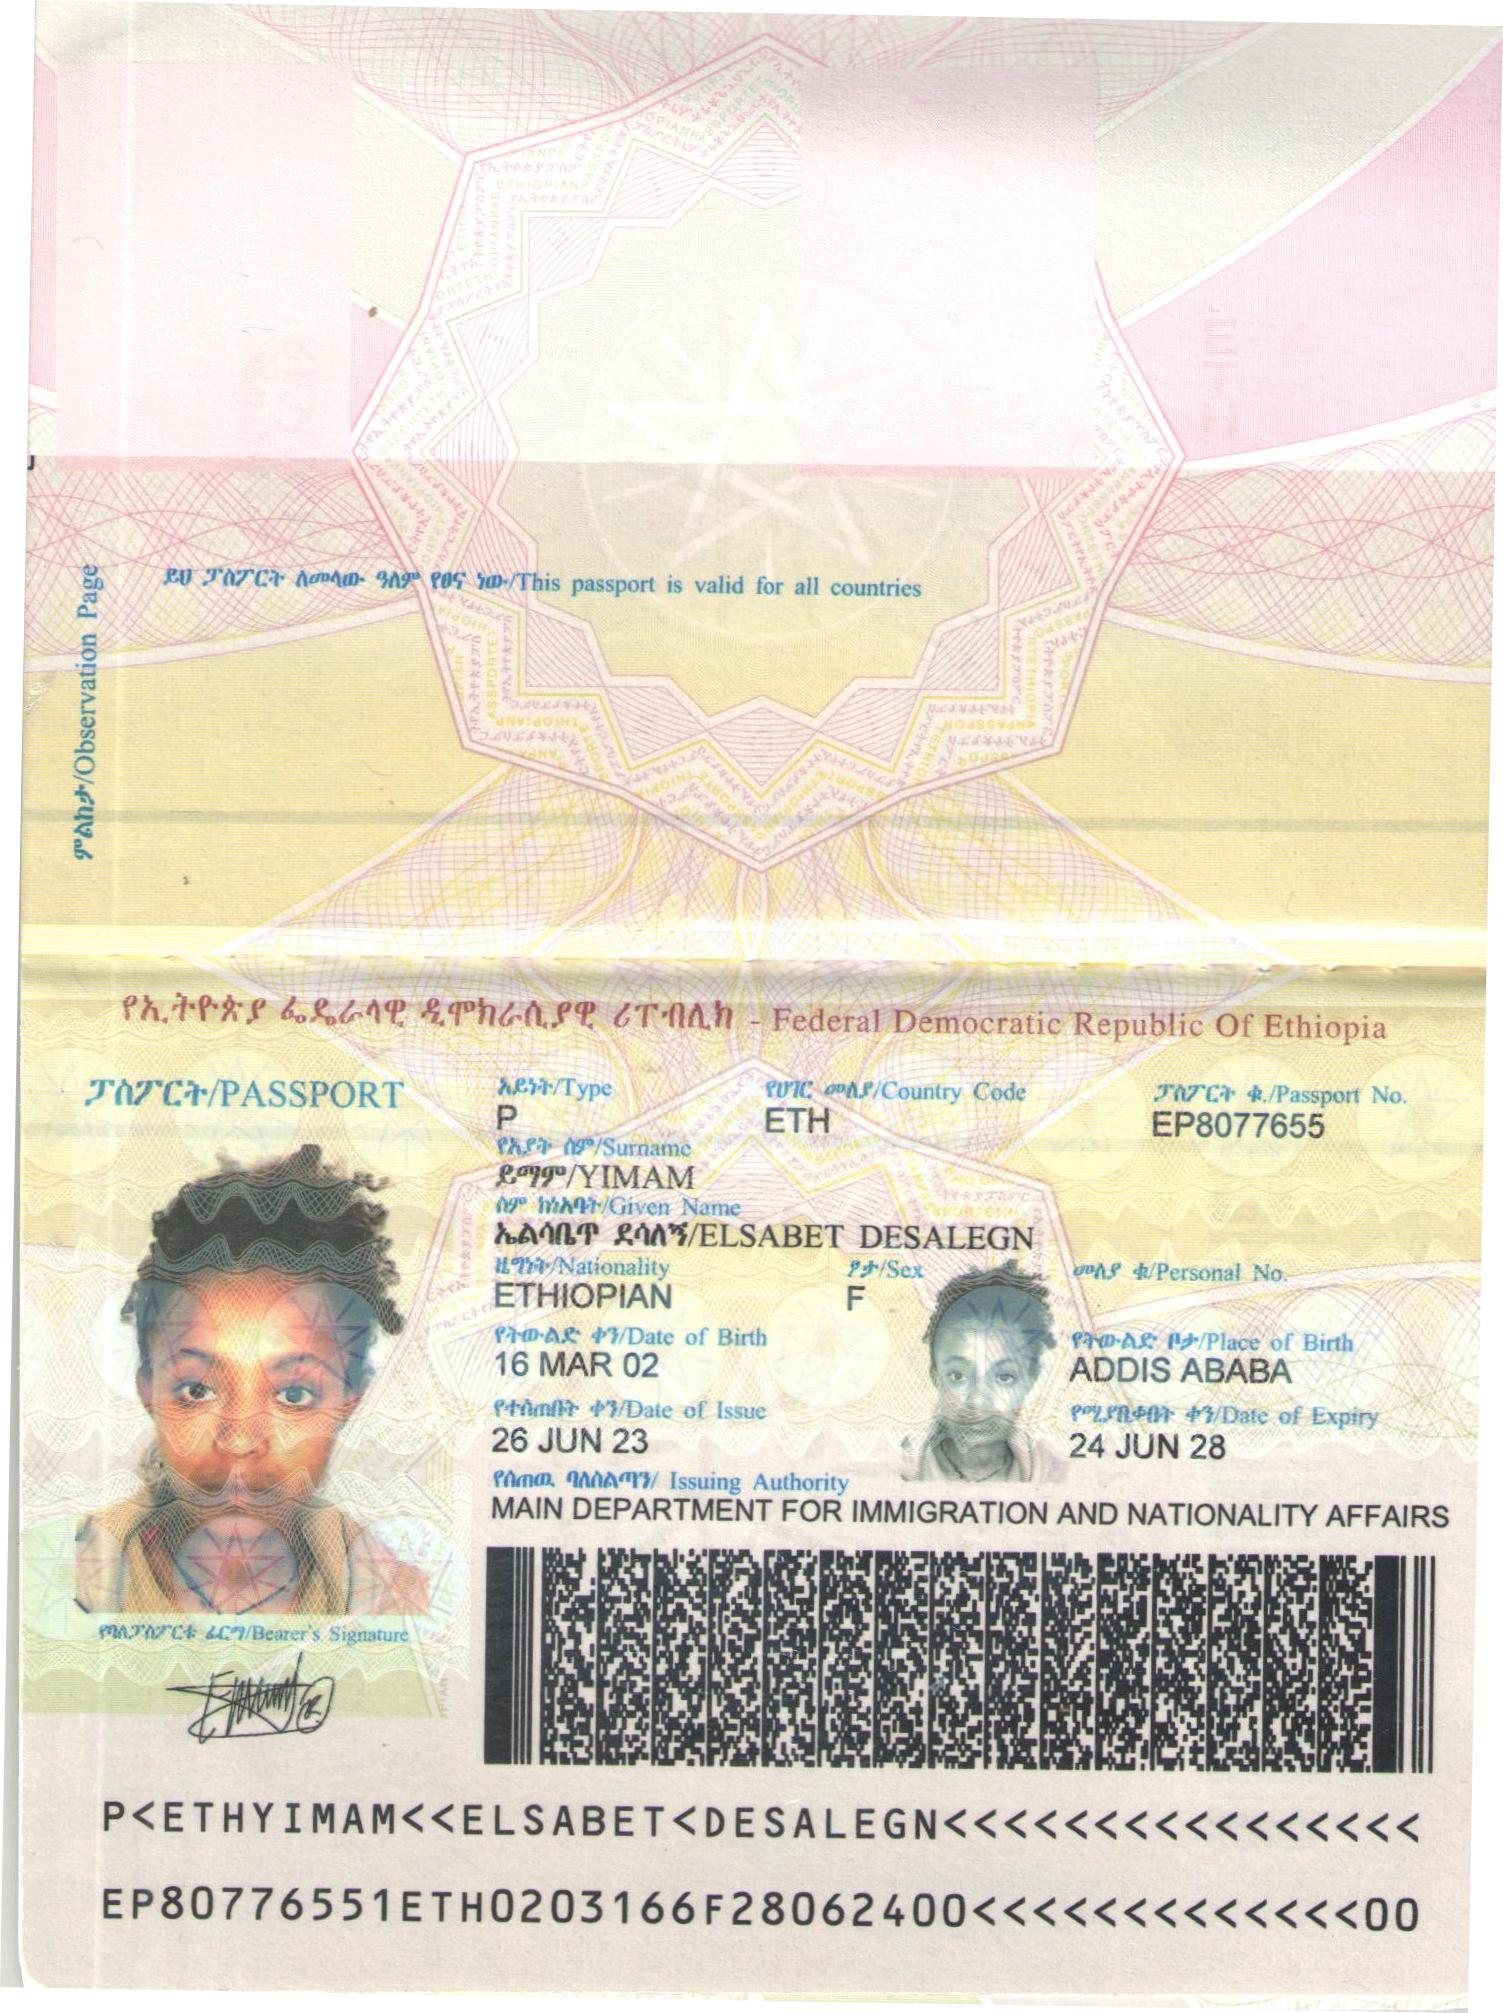 ይህ ፓስፖርት ለመላው ዓለም የፀና ነው/This passport is valid for all countries
ምልከታ/Observation Page
የኢትዮጵያ ፌዴራላዊ ዲሞክራሲያዊ ሪፐብሊክ - Federal Democratic Republic Of Ethiopia
ፓስፖርት/PASSPORT
አይነት/Type የሀገር መለያ/Country Code ፓስፖርት ቁ./Passport No.
P ETH EP8077655
የአያት ስም/Surname
ይማም/YIMAM
ስም ከነአባት/Given Name
ኤልሳቤጥ ደሳለኝ/ELSABET DESALEGN
ዜግነት/Nationality ፆታ/Sex መለያ ቁ/Personal No.
ETHIOPIAN F
የትውልድ ቀን/Date of Birth የትውልድ ቦታ/Place of Birth
16 MAR 02 ADDIS ABABA
የተሰጠበት ቀን/Date of Issue የሚያበቃበት ቀን/Date of Expiry
26 JUN 23 24 JUN 28
የሰጠዉ ባለስልጣን/ Issuing Authority
MAIN DEPARTMENT FOR IMMIGRATION AND NATIONALITY AFFAIRS
የባለፓስፖርቱ ፊርማ/Bearer's Signature
P<ETHYIMAM<<ELSABET<DESALEGN<<<<<<<<<<<<<<<<
EP80776551ETH0203166F28062400<<<<<<<<<<<<<00